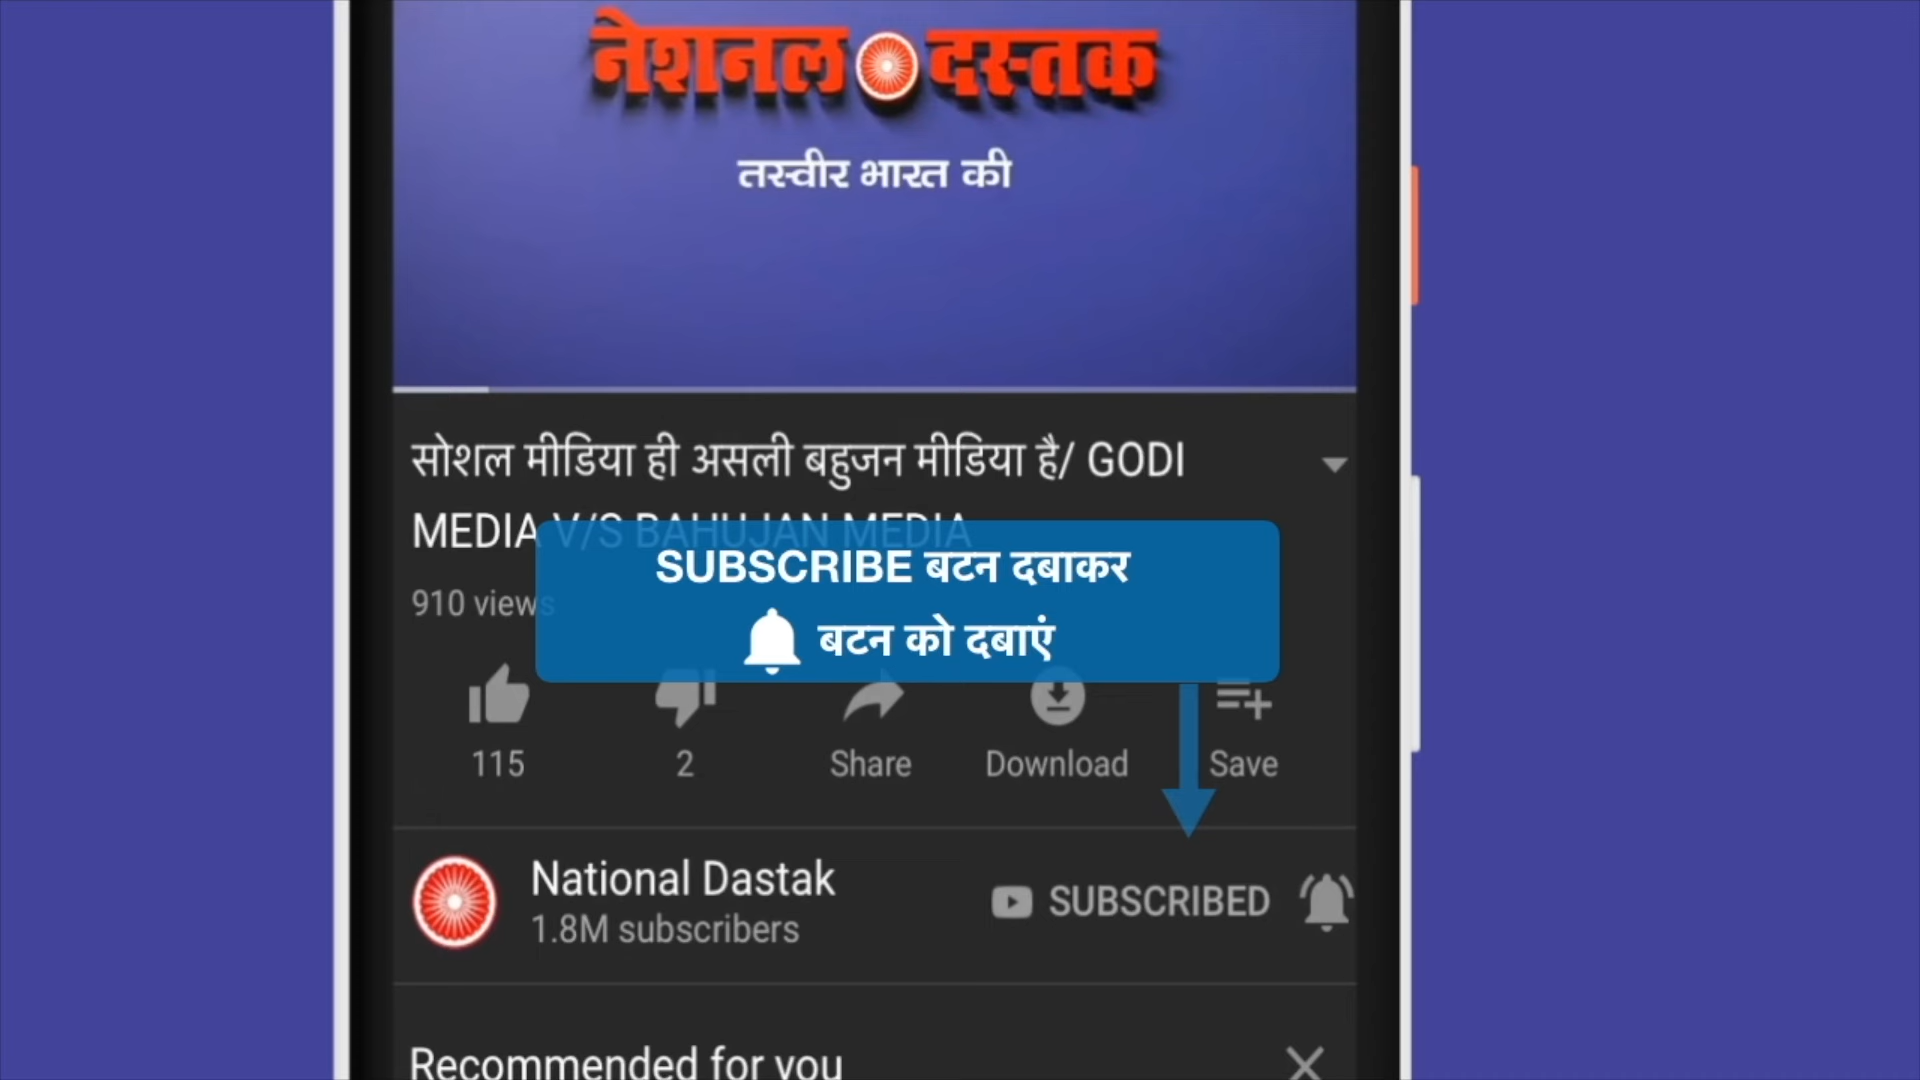 नेशनल दस्तक
तस्वीर भारत की
सोशल मीडिया ही असली बहुजन मीडिया है/ GODI
MEDIA V/S BAHUJAN MEDIA
SUBSCRIBE बटन दबाकर
बटन को दबाएं
910 views
115
2
Share
Download
Save
National Dastak
1.8M subscribers
SUBSCRIBED
Recommended for you